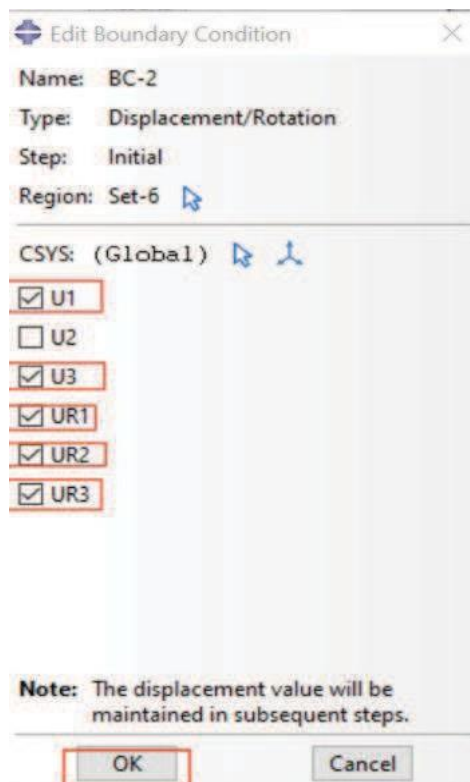 Edit Boundary Condition
Name: BC-2
Type: Displacement/Rotation
Step: Initial
Region: Set-6
CSYS: (Global)
U1
U2
U3
UR1
UR2
UR3
Note: The displacement value will be
maintained in subsequent steps.
OK Cancel